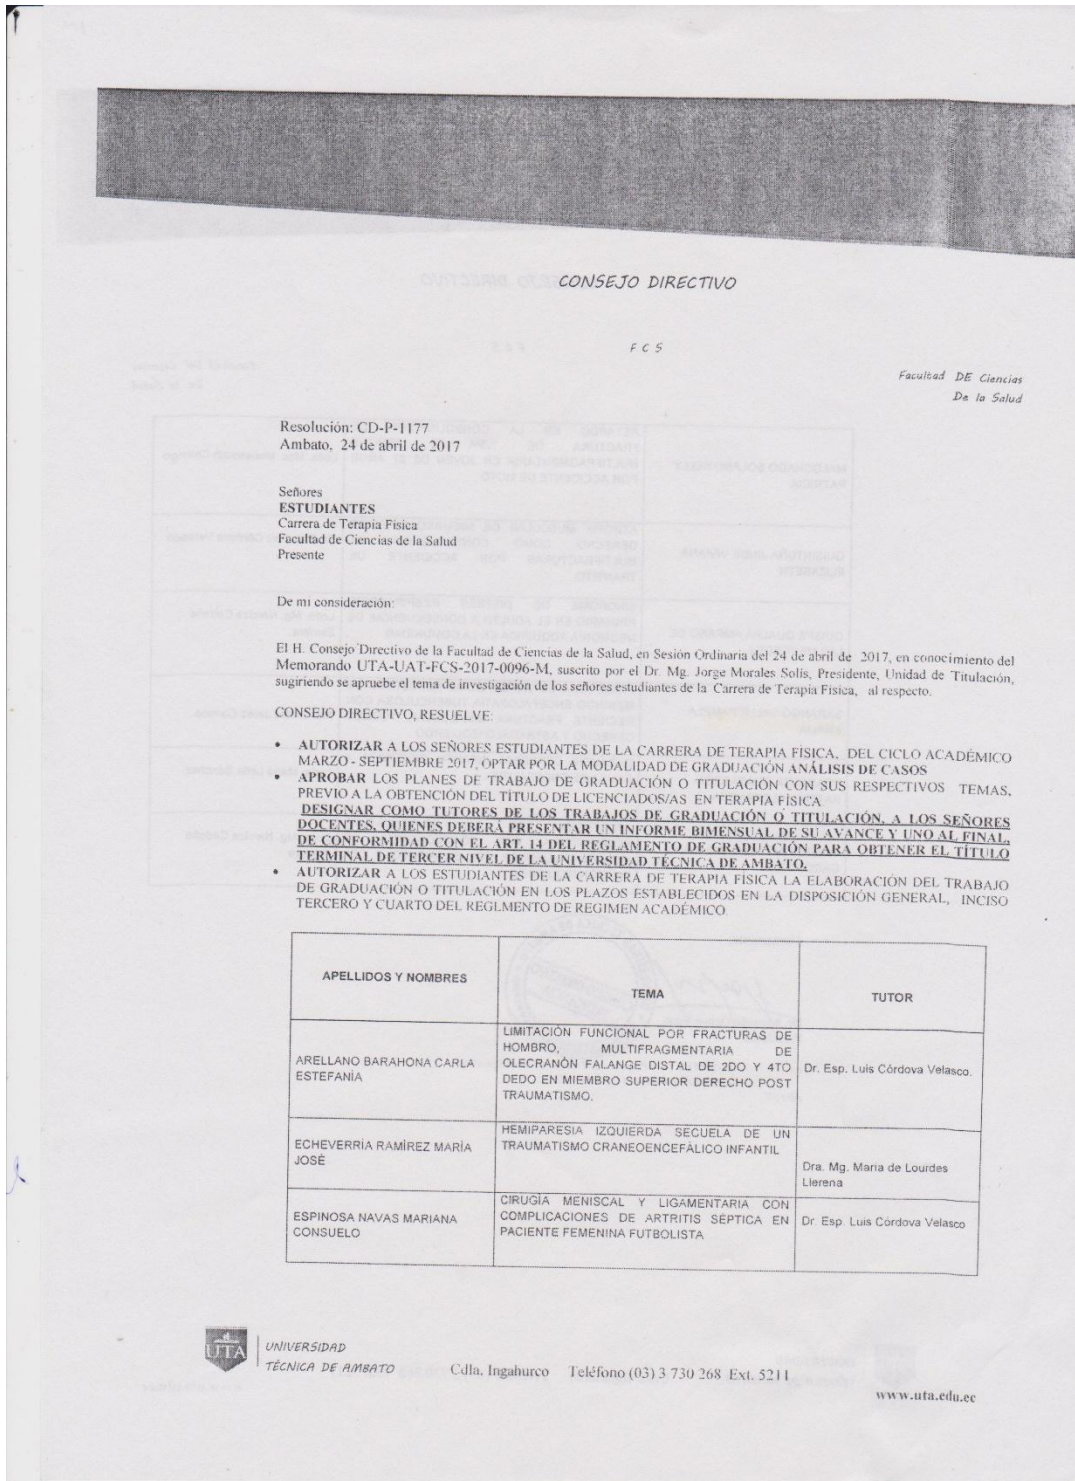 CONSEJO DIRECTIVO
F C S
Facultad DE Ciencias
De la Salud
Resolución: CD-P-1177
Ambato, 24 de abril de 2017
Señores
ESTUDIANTES
Carrera de Terapia Física
Facultad de Ciencias de la Salud
Presente
De mi consideración:
El H. Consejo Directivo de la Facultad de Ciencias de la Salud, en Sesión Ordinaria del 24 de abril de 2017, en conocimiento del
Memorando UTA-UAT-FCS-2017-0096-M, suscrito por el Dr. Mg. Jorge Morales Solís, Presidente, Unidad de Titulación,
sugiriendo se apruebe el tema de investigación de los señores estudiantes de la Carrera de Terapia Física, al respecto.
CONSEJO DIRECTIVO, RESUELVE:
• AUTORIZAR A LOS SEÑORES ESTUDIANTES DE LA CARRERA DE TERAPIA FÍSICA, DEL CICLO ACADÉMICO
MARZO - SEPTIEMBRE 2017, OPTAR POR LA MODALIDAD DE GRADUACIÓN ANÁLISIS DE CASOS
• APROBAR LOS PLANES DE TRABAJO DE GRADUACIÓN O TITULACIÓN CON SUS RESPECTIVOS TEMAS,
PREVIO A LA OBTENCIÓN DEL TÍTULO DE LICENCIADOS/AS EN TERAPIA FÍSICA
DESIGNAR COMO TUTORES DE LOS TRABAJOS DE GRADUACIÓN O TITULACIÓN, A LOS SEÑORES
DOCENTES, QUIENES DEBERÁ PRESENTAR UN INFORME BIMENSUAL DE SU AVANCE Y UNO AL FINAL,
DE CONFORMIDAD CON EL ART. 14 DEL REGLAMENTO DE GRADUACIÓN PARA OBTENER EL TÍTULO
TERMINAL DE TERCER NIVEL DE LA UNIVERSIDAD TÉCNICA DE AMBATO.
• AUTORIZAR A LOS ESTUDIANTES DE LA CARRERA DE TERAPIA FÍSICA LA ELABORACIÓN DEL TRABAJO
DE GRADUACIÓN O TITULACIÓN EN LOS PLAZOS ESTABLECIDOS EN LA DISPOSICIÓN GENERAL, INCISO
TERCERO Y CUARTO DEL REGLMENTO DE REGIMEN ACADÉMICO
APELLIDOS Y NOMBRES
TEMA
TUTOR
ARELLANO BARAHONA CARLA
ESTEFANÍA
LIMITACIÓN FUNCIONAL POR FRACTURAS DE
HOMBRO, MULTIFRAGMENTARIA DE
OLECRANÓN FALANGE DISTAL DE 2DO Y 4TO
DEDO EN MIEMBRO SUPERIOR DERECHO POST
TRAUMATISMO.
Dr. Esp. Luis Córdova Velasco.
ECHEVERRÍA RAMÍREZ MARÍA
JOSÉ
HEMIPARESIA IZQUIERDA SECUELA DE UN
TRAUMATISMO CRANEOENCEFÁLICO INFANTIL
Dra. Mg. Maria de Lourdes
Llerena
ESPINOSA NAVAS MARIANA
CONSUELO
CIRUGÍA MENISCAL Y LIGAMENTARIA CON
COMPLICACIONES DE ARTRITIS SÉPTICA EN
PACIENTE FEMENINA FUTBOLISTA
Dr. Esp. Luis Córdova Velasco
UTA
UNIVERSIDAD
TÉCNICA DE AMBATO
Cdla. Ingahurco Teléfono (03) 3 730 268 Ext. 5211
www.uta.edu.ec